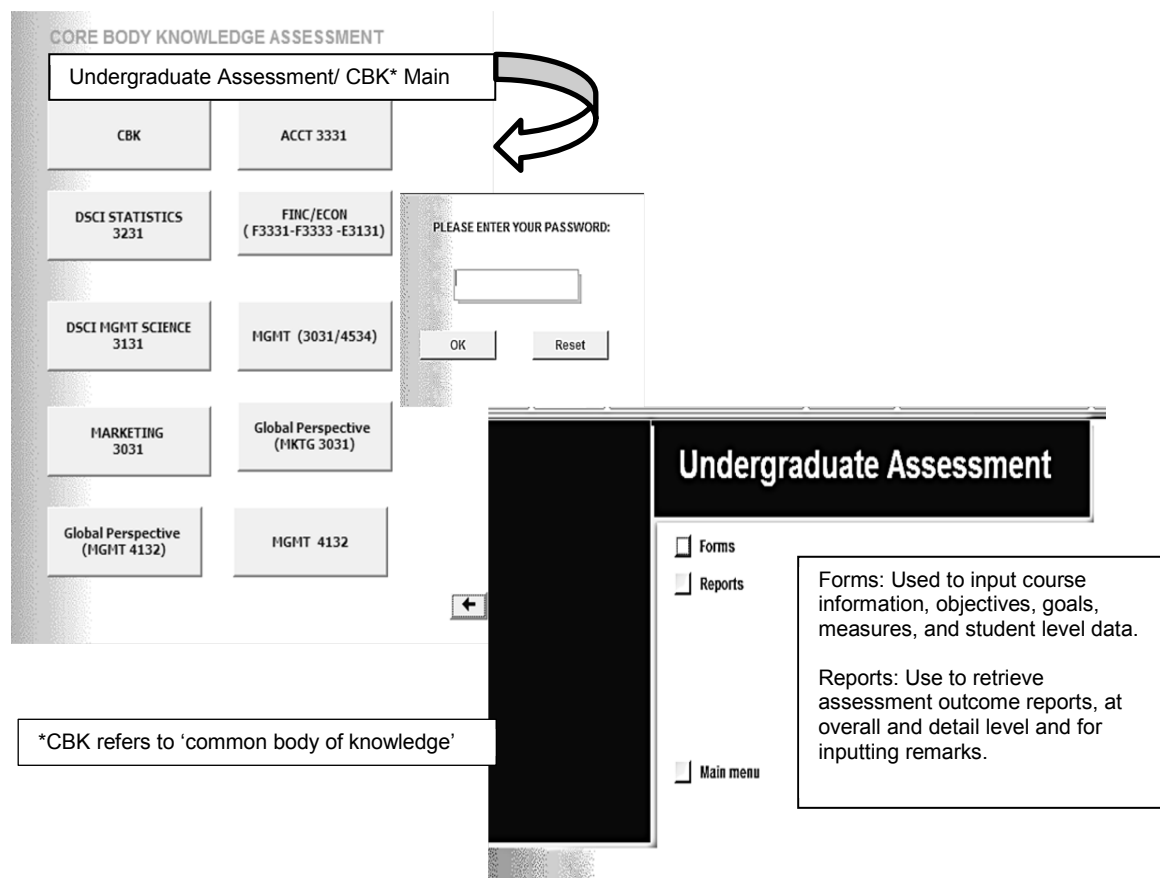 CORE BODY KNOWLEDGE ASSESSMENT
Undergraduate Assessment/ CBK* Main
CBK
ACCT 3331
DSCI STATISTICS
3231
FINC/ECON
( F3331-F3333 -E3131)
DSCI MGMT SCIENCE
3131
MGMT (3031/4534)
MARKETING
3031
Global Perspective
(MKTG 3031)
Global Perspective
(MGMT 4132)
MGMT 4132
PLEASE ENTER YOUR PASSWORD:
OK
Reset
Undergraduate Assessment
Forms
Reports
Main menu
Forms: Used to input course
information, objectives, goals,
measures, and student level data.
Reports: Use to retrieve
assessment outcome reports, at
overall and detail level and for
inputting remarks.
*CBK refers to ‘common body of knowledge’